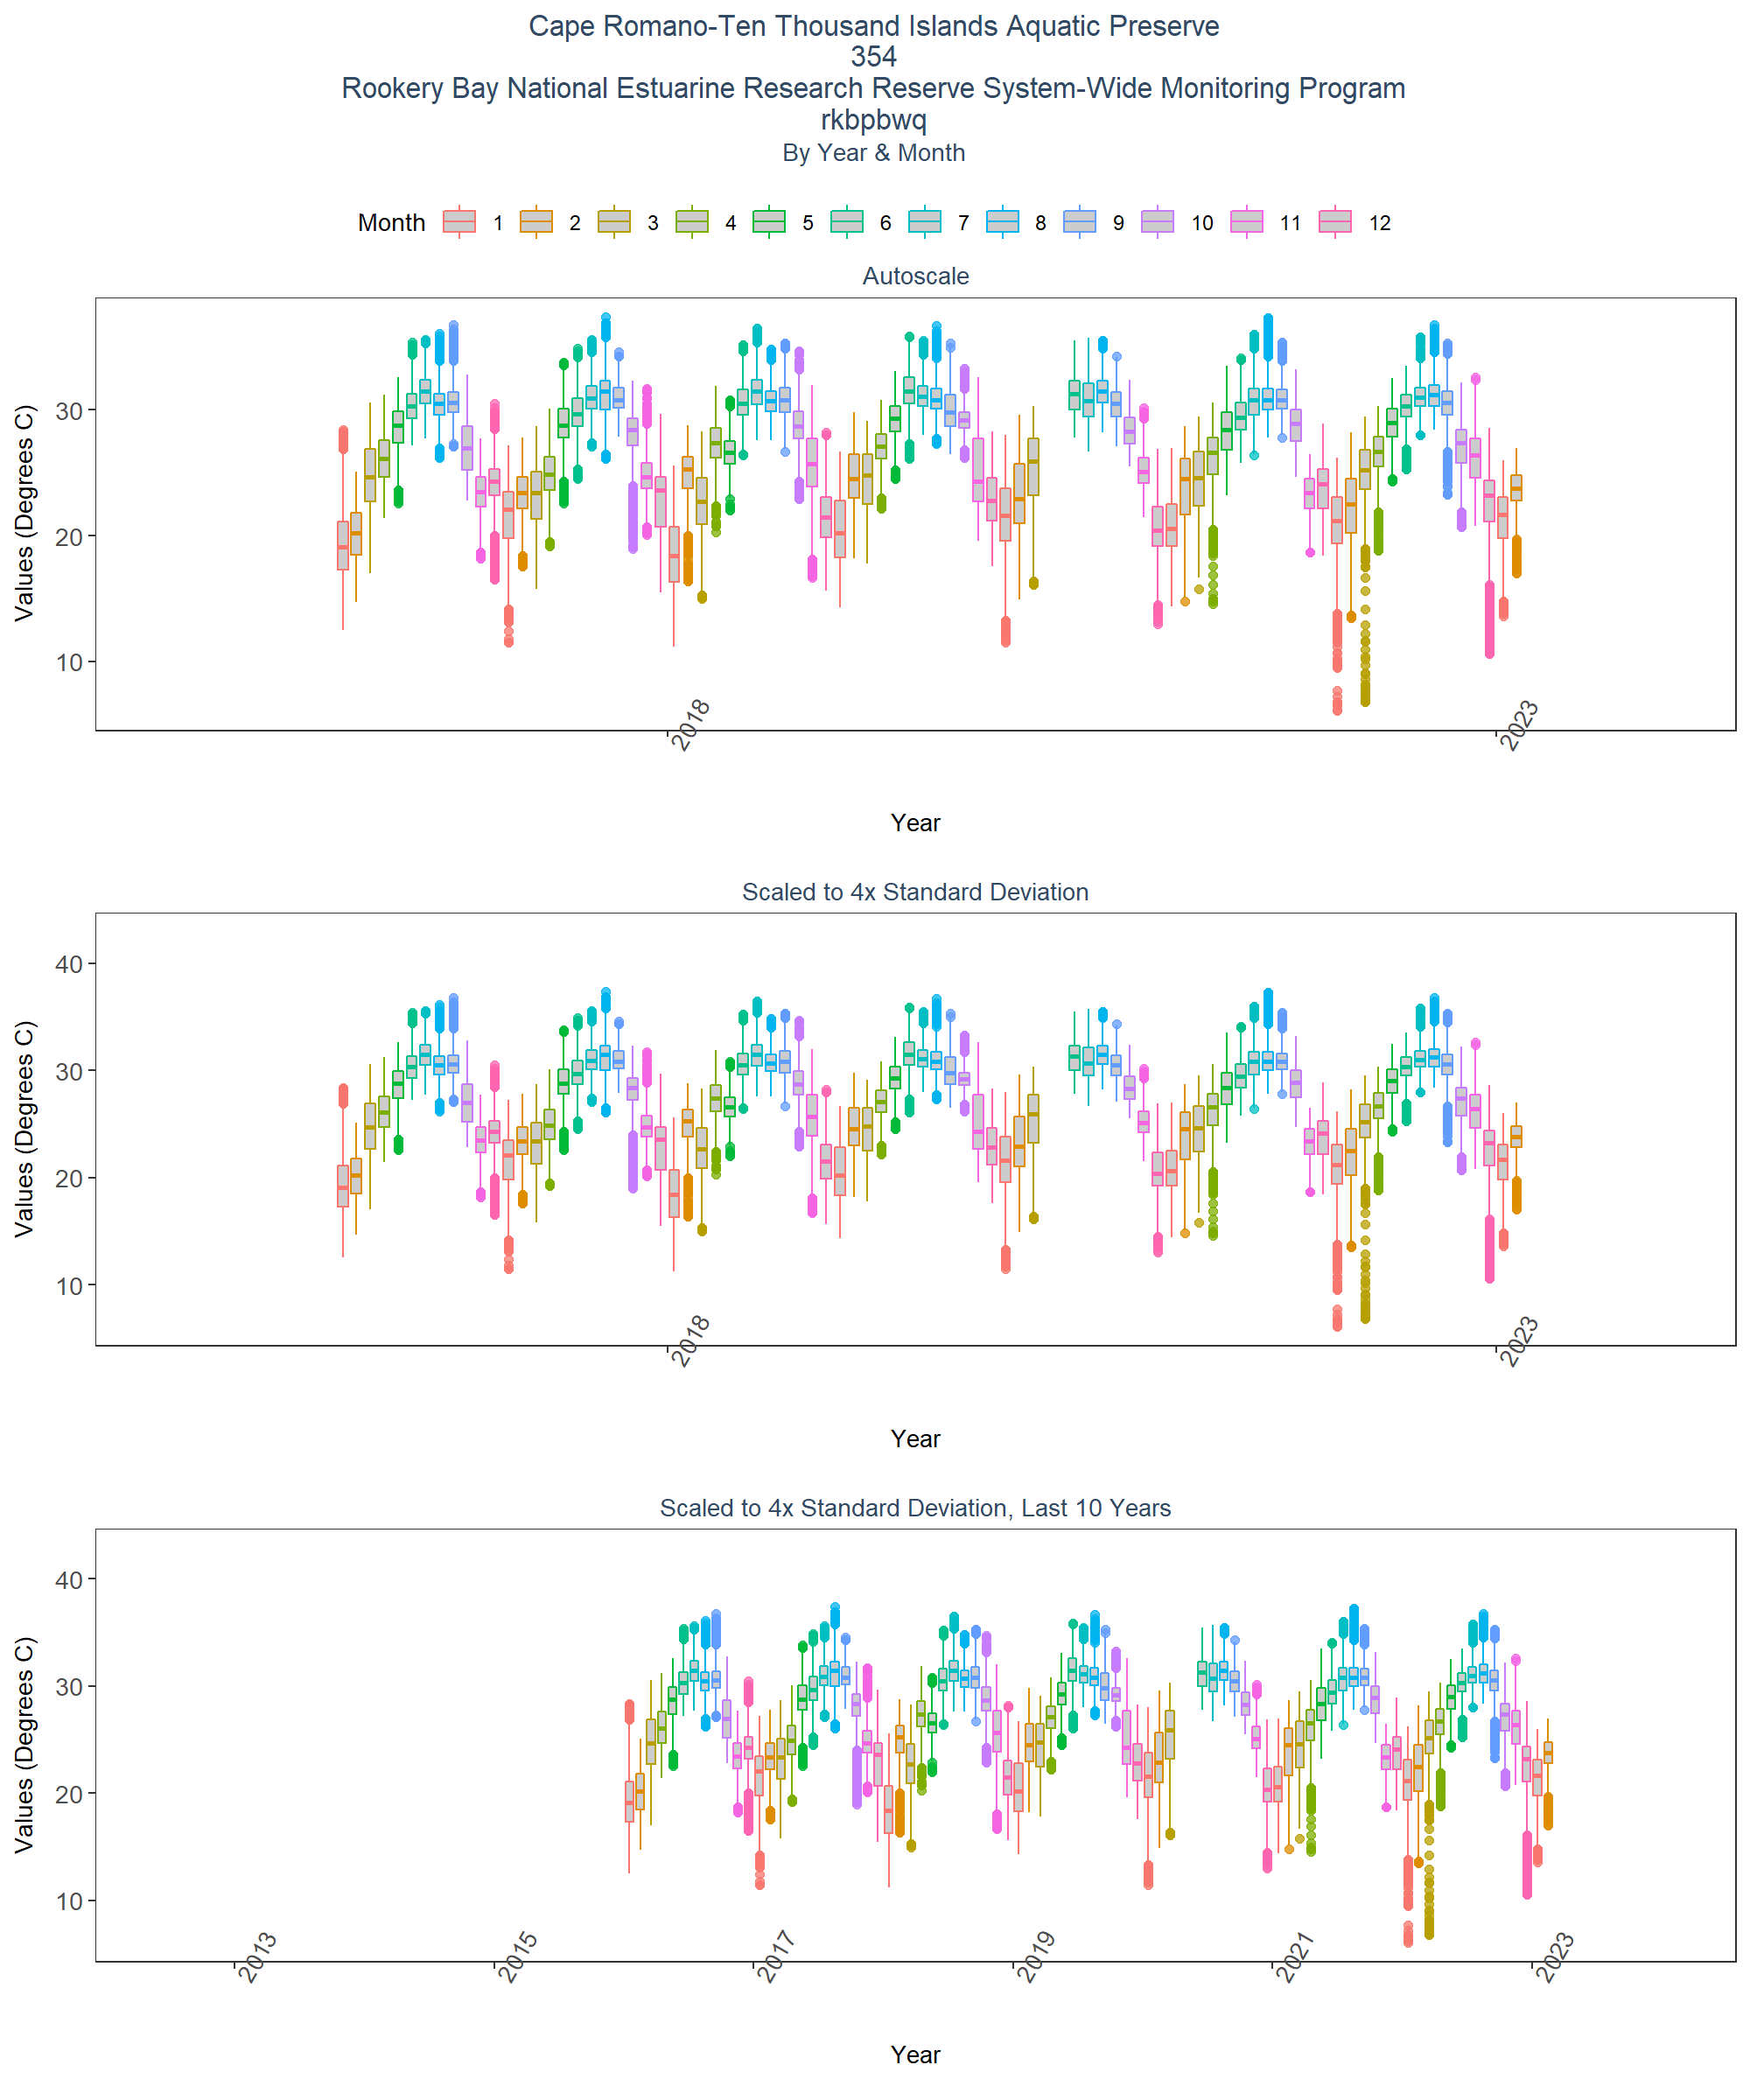 Cape Romano-Ten Thousand Islands Aquatic Preserve
354
Rookery Bay National Estuarine Research Reserve System-Wide Monitoring Program
rkbpbwq
By Year & Month
Month 1 2 3 4 5 6 7 8 9 10 11 12
Autoscale
Values (Degrees C)
30
20
10
2018 2023
Year
Scaled to 4x Standard Deviation
Values (Degrees C)
40
30
20
10
2018 2023
Year
Scaled to 4x Standard Deviation, Last 10 Years
Values (Degrees C)
40
30
20
10
2013 2015 2017 2019 2021 2023
Year